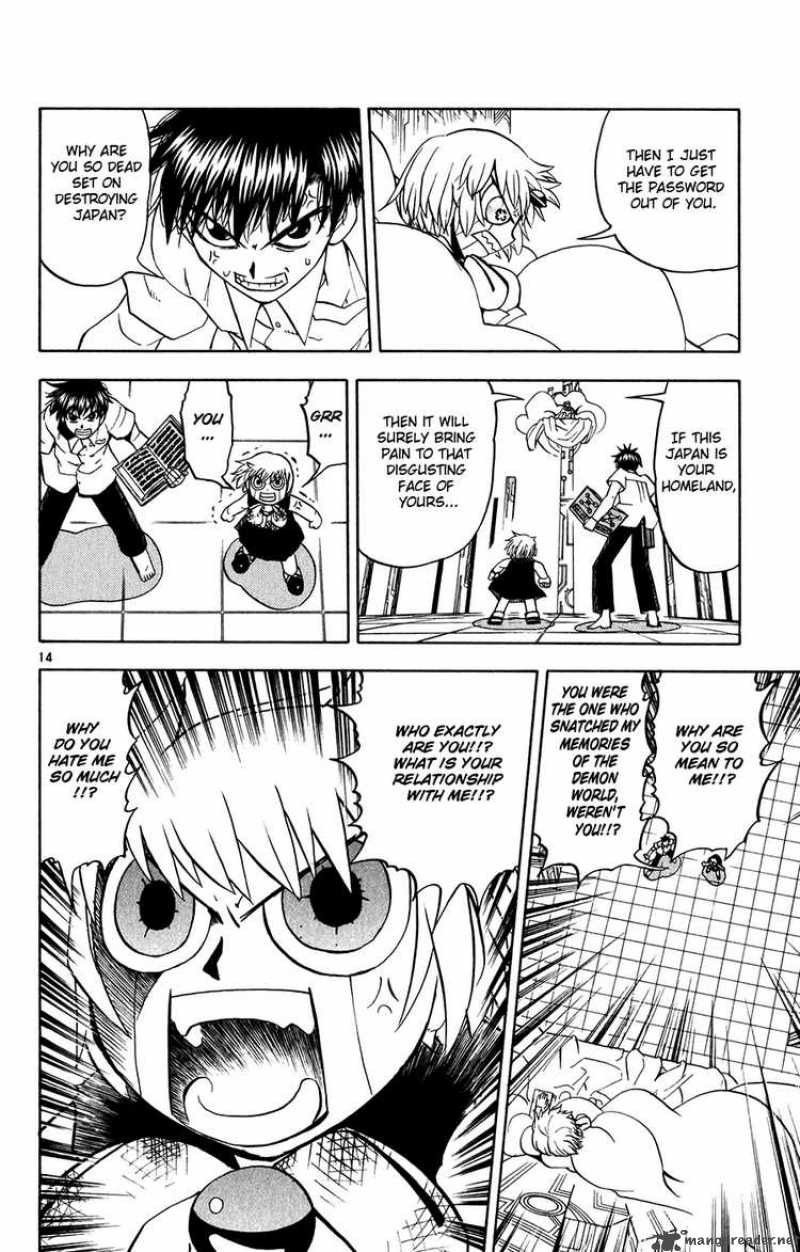 THEN I JUST
HAVE TO GET
THE PASSWORD
OUT OF YOU.
WHY ARE
YOU SO DEAD
SET ON
DESTROYING
JAPAN?
IF THIS
JAPAN IS
YOUR
HOMELAND,
THEN IT WILL
SURELY BRING
PAIN TO THAT
DISGUSTING
FACE OF
YOURS...
GRR
...
YOU
...
14
WHY ARE
YOU SO
MEAN TO
ME!!?
YOU WERE
THE ONE WHO
SNATCHED MY
MEMORIES
OF THE
DEMON
WORLD,
WEREN'T
YOU!!?
WHO EXACTLY
ARE YOU!!?
WHAT IS YOUR
RELATIONSHIP
WITH ME!!?
WHY
DO YOU
HATE ME
SO MUCH
!!?
mangareader.net